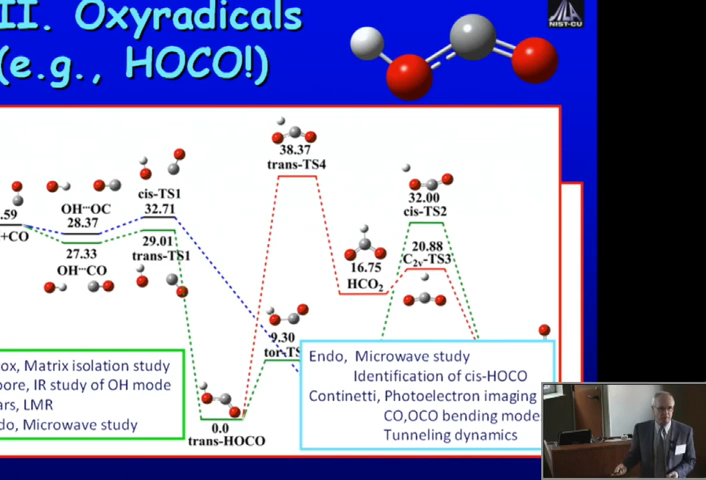 II. Oxyradicals
(e.g., HOCO!)
NIST-CU
38.37
trans-TS4
cis-TS1
32.71
32.00
cis-TS2
.59
+CO
OH···OC
28.37
29.01
trans-TS1
27.33
OH···CO
20.88
C₂ᵥ-TS3
16.75
HCO₂
9.30
tor-TS
0.0
trans-HOCO
ox, Matrix isolation study
ore, IR study of OH mode
ars, LMR
do, Microwave study
Endo, Microwave study
Identification of cis-HOCO
Continetti, Photoelectron imaging
CO,OCO bending mode
Tunneling dynamics